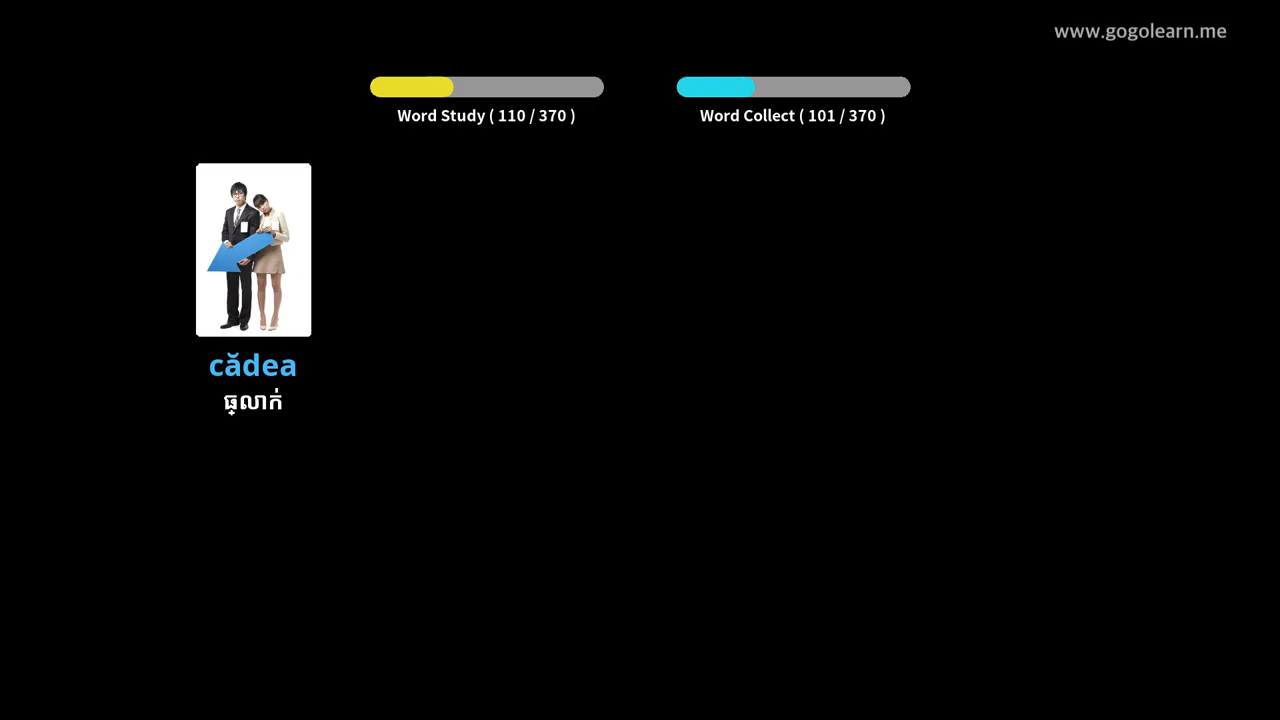 www.gogolearn.me
Word Study ( 110 / 370 )
Word Collect ( 101 / 370 )
cădea
ធ្លាក់